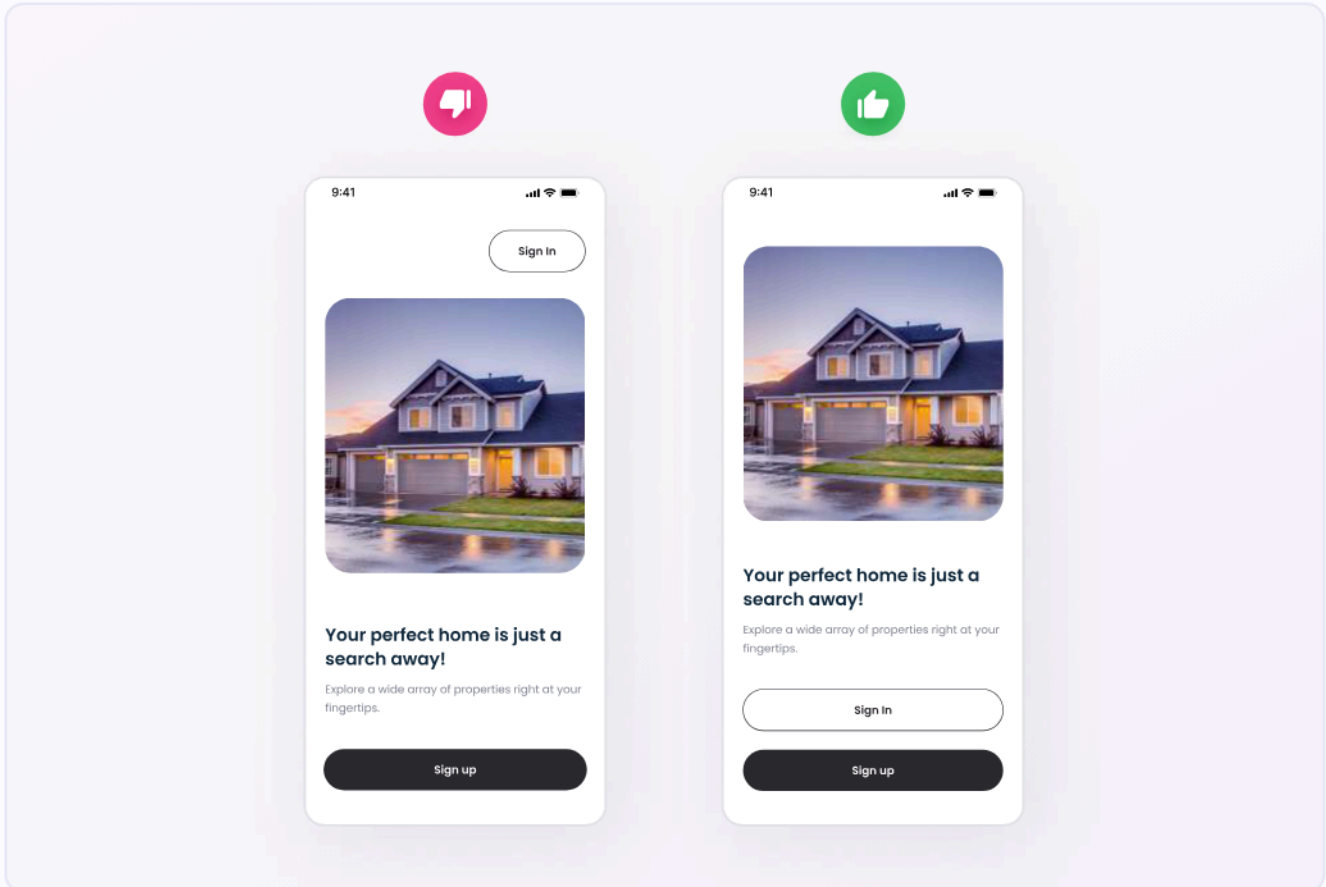 9:41
Sign In
Your perfect home is just a
search away!
Explore a wide array of properties right at your
fingertips.
Sign up
9:41
Your perfect home is just a
search away!
Explore a wide array of properties right at your
fingertips.
Sign In
Sign up